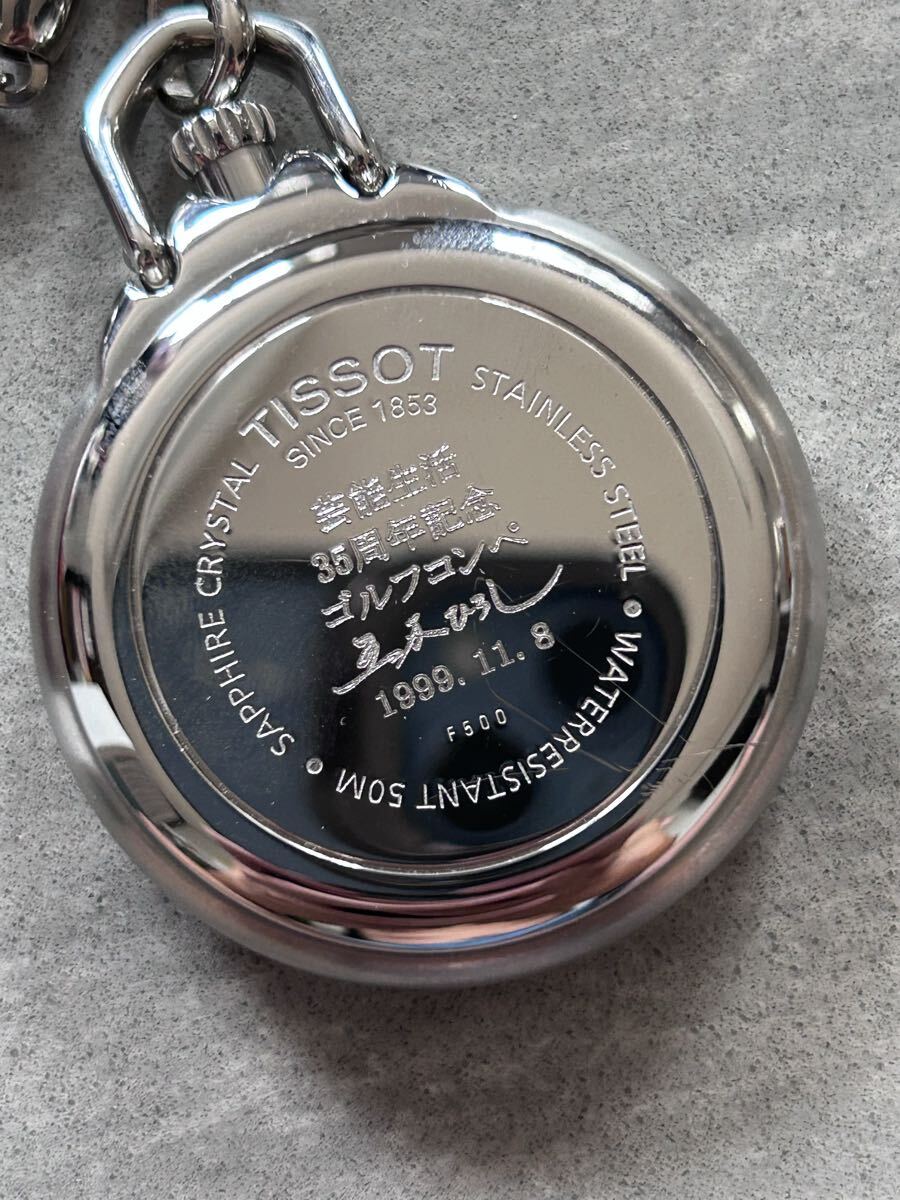 TISSOT
SINCE 1853
STAINLESS STEEL • WATERRESISTANT 50M • SAPPHIRE CRYSTAL
芸能生活
35周年記念
ゴルフコンペ
五木ひろし
1999.11.8
F500